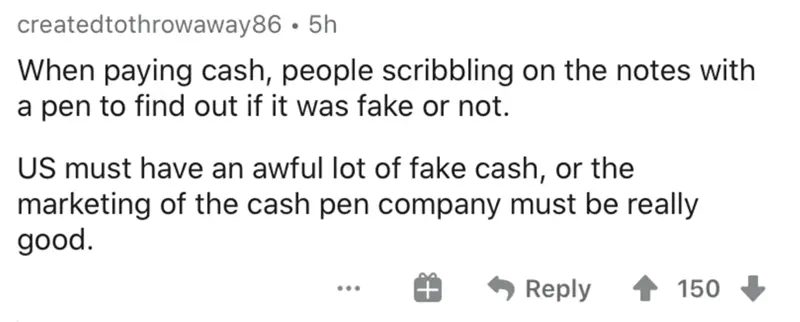 createdtothrowaway86 • 5h
When paying cash, people scribbling on the notes with
a pen to find out if it was fake or not.
US must have an awful lot of fake cash, or the
marketing of the cash pen company must be really
good.
Reply 150